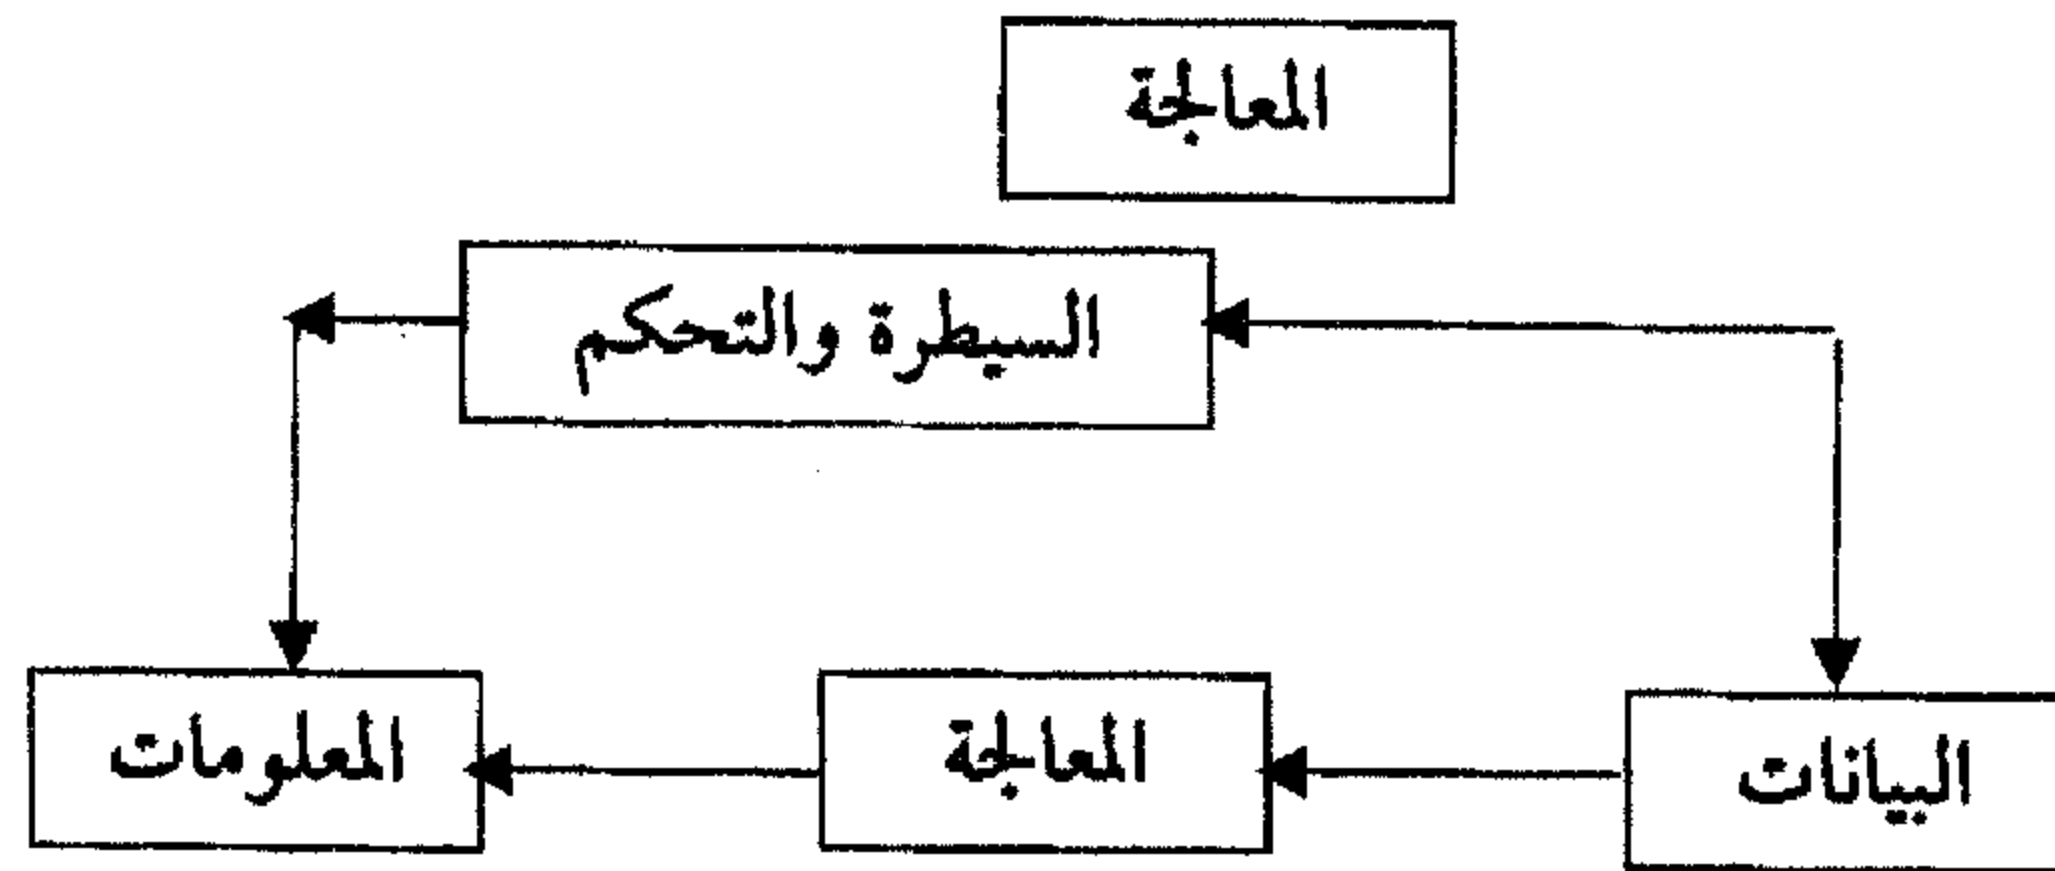 المعالجة
السيطرة والتحكم
البيانات
المعالجة
المعلومات